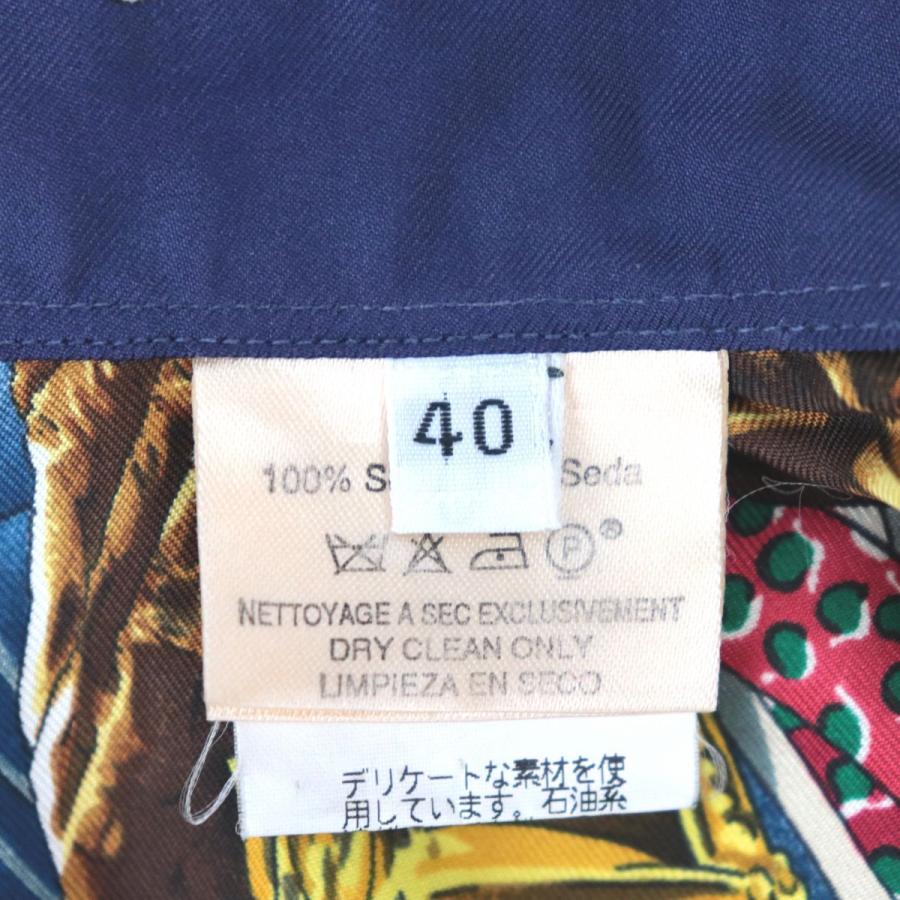 40
100% Seda
NETTOYAGE A SEC EXCLUSIVEMENT
DRY CLEAN ONLY
LIMPIEZA EN SECO
デリケートな素材を使
用しています。石油系